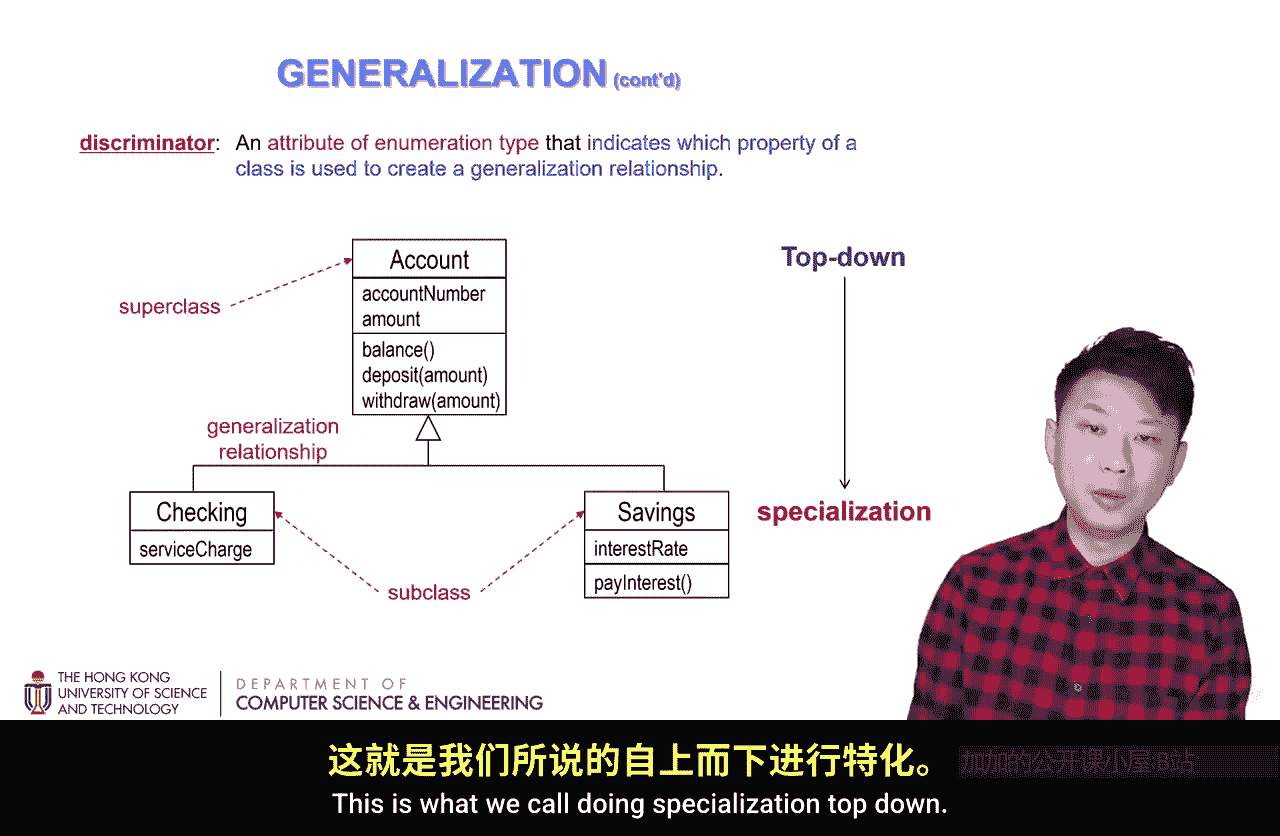 GENERALIZATION (cont'd)
discriminator: An attribute of enumeration type that indicates which property of a
class is used to create a generalization relationship.
Account
accountNumber
amount
balance()
deposit(amount)
withdraw(amount)
superclass
Top-down
generalization
relationship
Checking
serviceCharge
Savings
interestRate
payInterest()
specialization
subclass
THE HONG KONG
UNIVERSITY OF SCIENCE
AND TECHNOLOGY
DEPARTMENT OF
COMPUTER SCIENCE & ENGINEERING
这就是我们所说的自上而下进行特化。
加加的公开课小屋B站
This is what we call doing specialization top down.